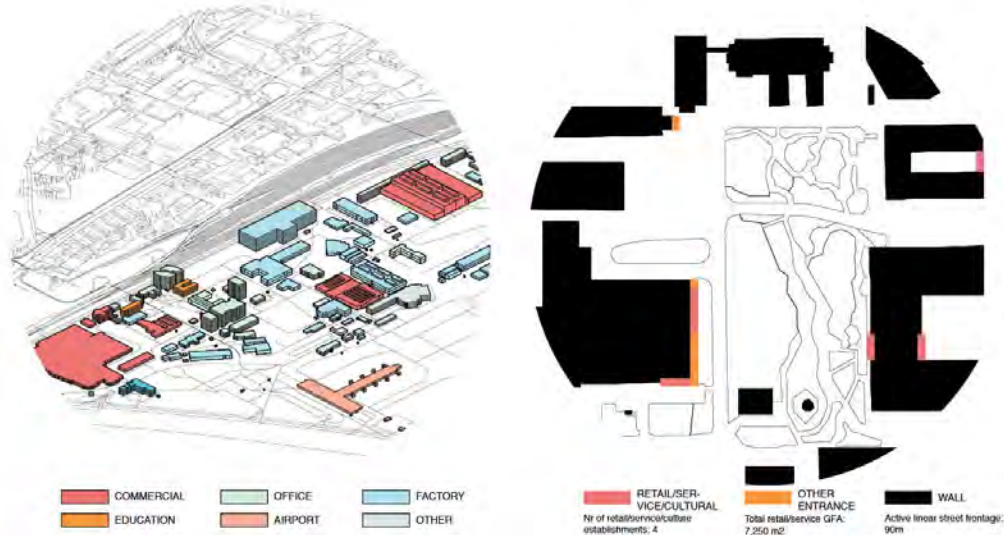 COMMERCIAL
OFFICE
FACTORY
EDUCATION
AIRPORT
OTHER
RETAIL/SER-
VICE/CULTURAL
Nr of retail/service/culture
establishments: 4
OTHER
ENTRANCE
Total retail/service GFA:
7,250 m2
WALL
Active linear street frontage:
90m